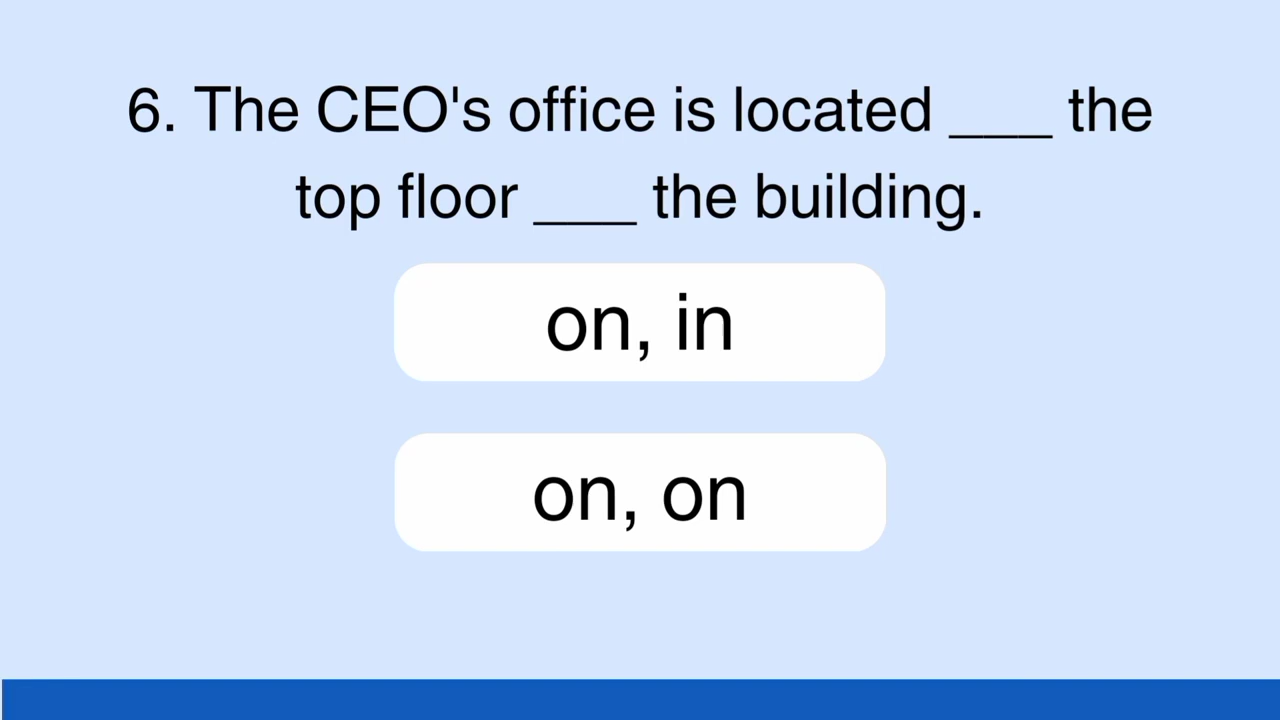 6. The CEO's office is located ___ the
top floor ___ the building.
on, in
on, on